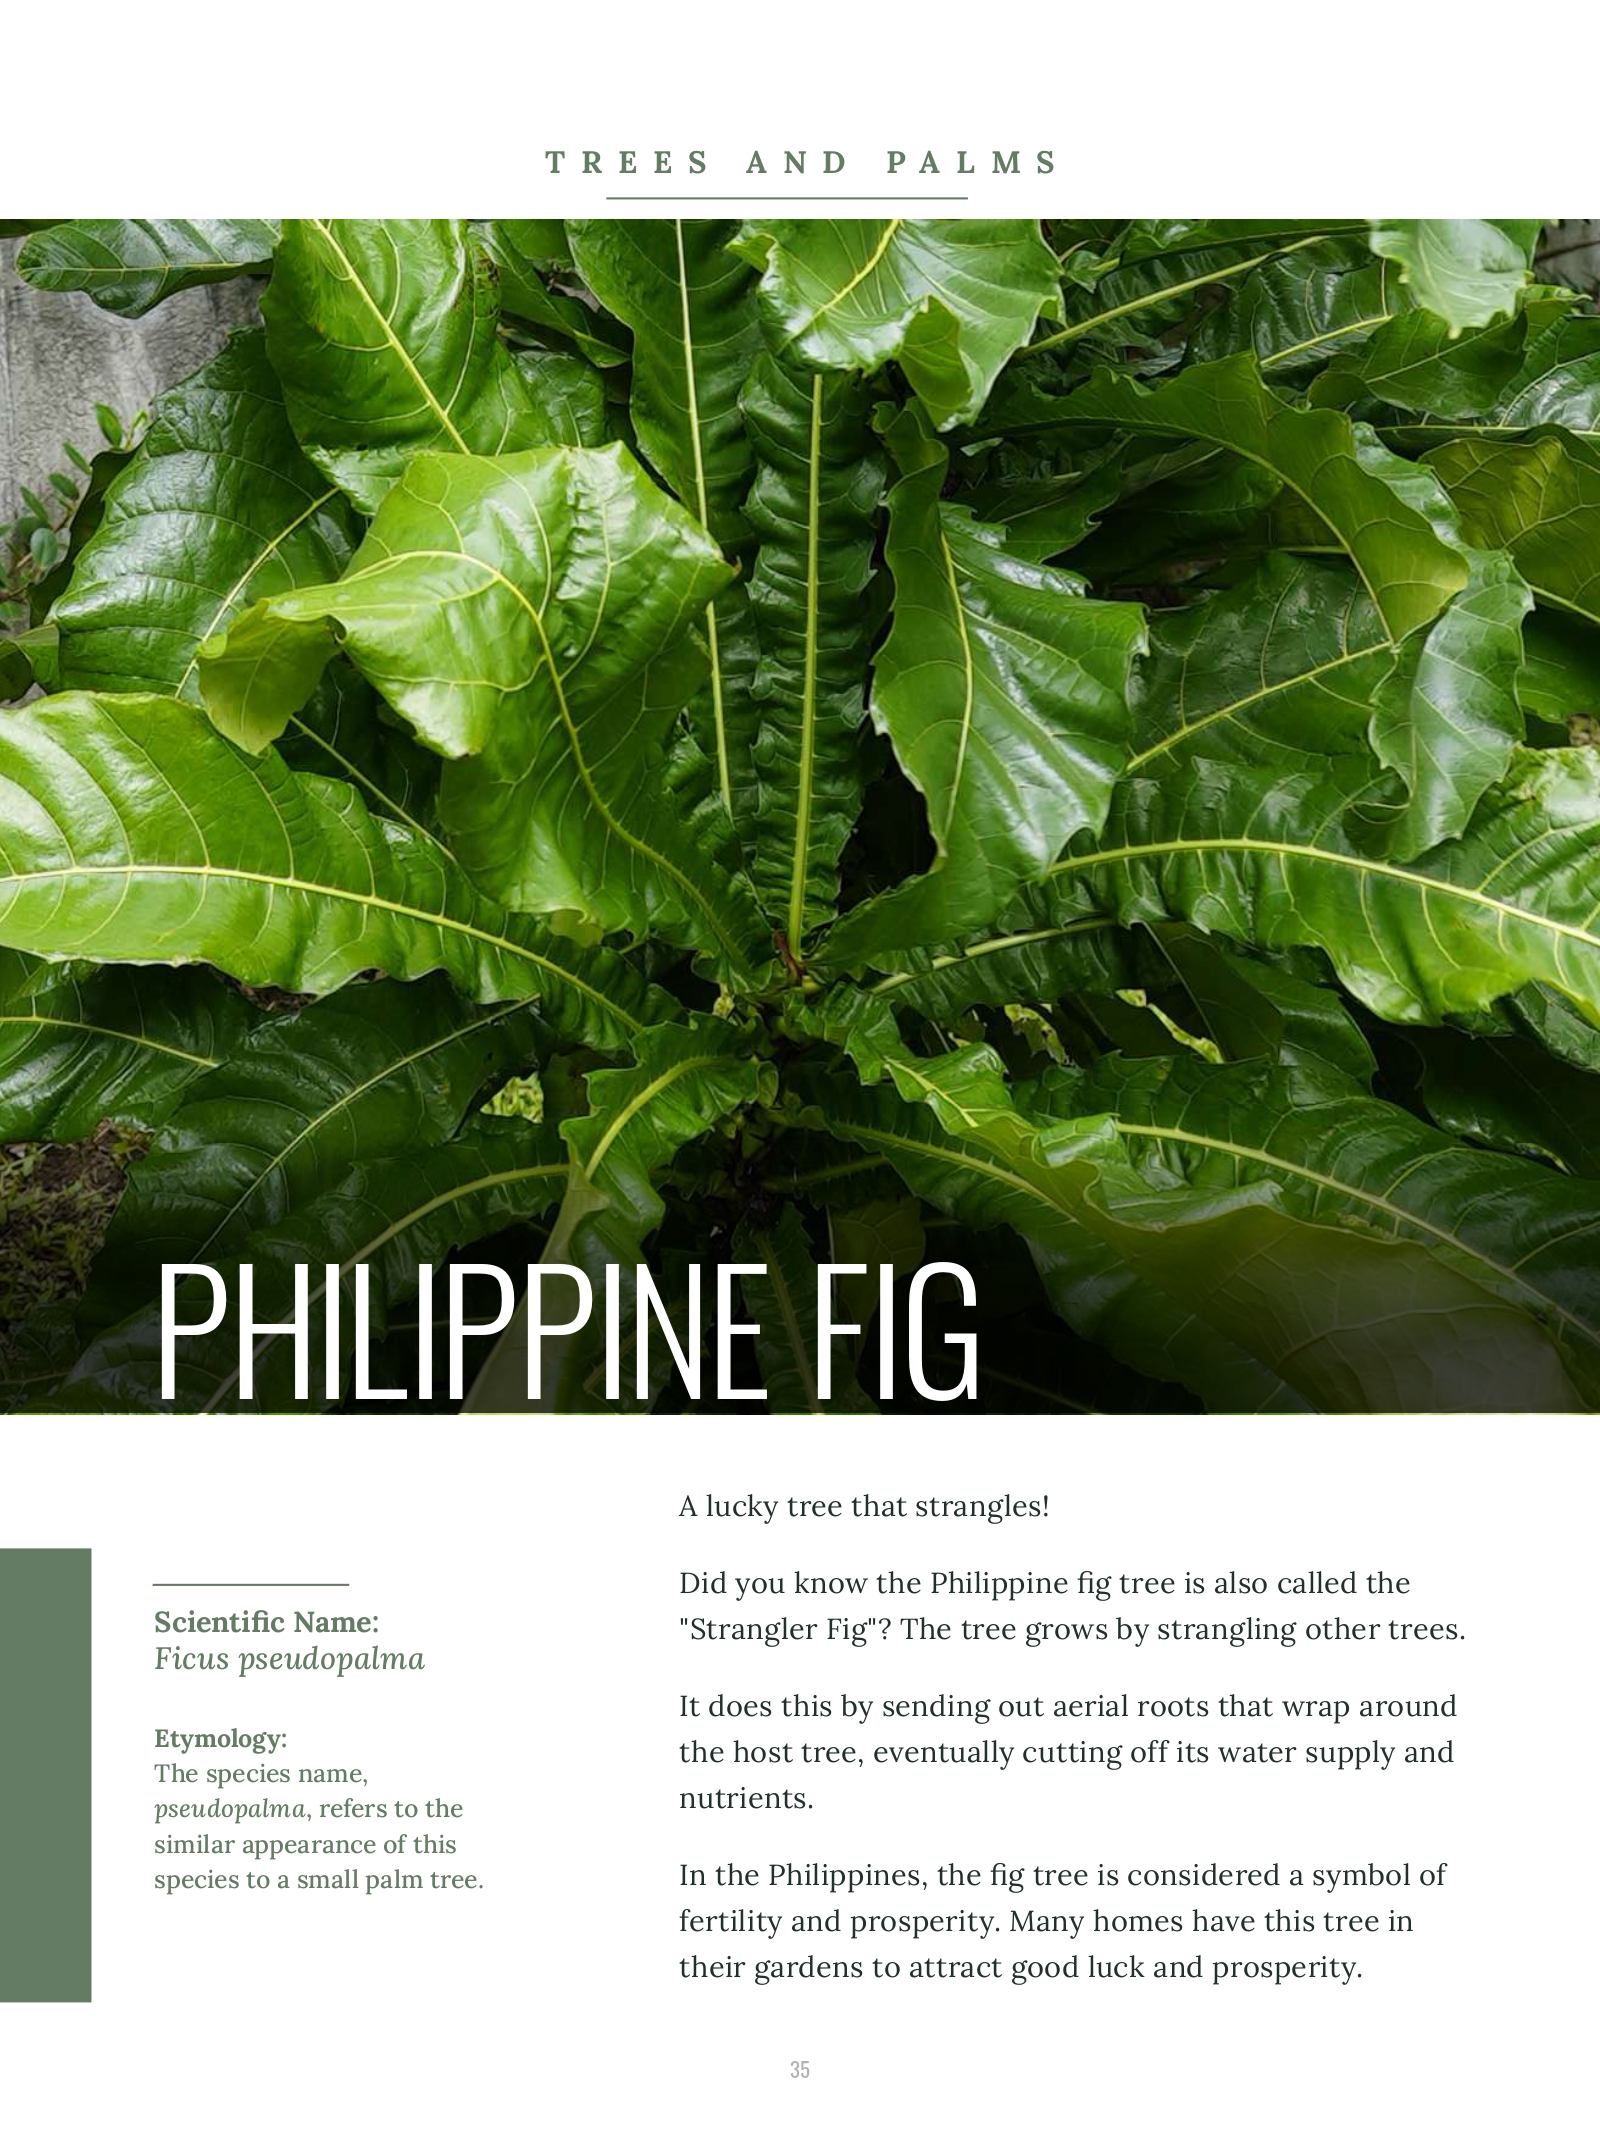 TREES AND PALMS
PHILIPPINE FIG
Scientific Name:
Ficus pseudopalma
Etymology:
The species name,
pseudopalma, refers to the
similar appearance of this
species to a small palm tree.
A lucky tree that strangles!
Did you know the Philippine fig tree is also called the
"Strangler Fig"? The tree grows by strangling other trees.
It does this by sending out aerial roots that wrap around
the host tree, eventually cutting off its water supply and
nutrients.
In the Philippines, the fig tree is considered a symbol of
fertility and prosperity. Many homes have this tree in
their gardens to attract good luck and prosperity.
35